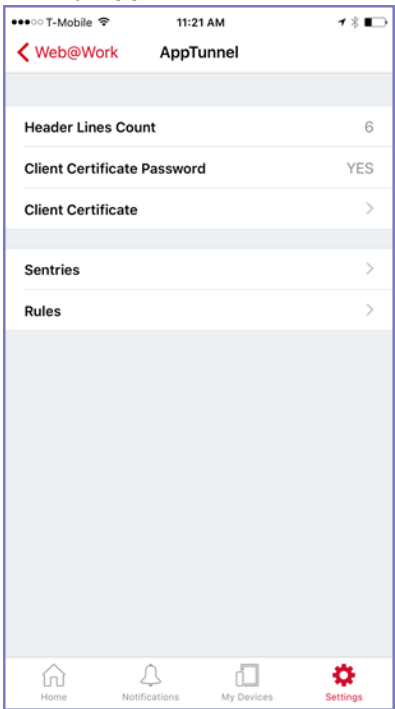 T-Mobile 11:21 AM
Web@Work AppTunnel
Header Lines Count 6
Client Certificate Password YES
Client Certificate
Sentries
Rules
Home Notifications My Devices Settings